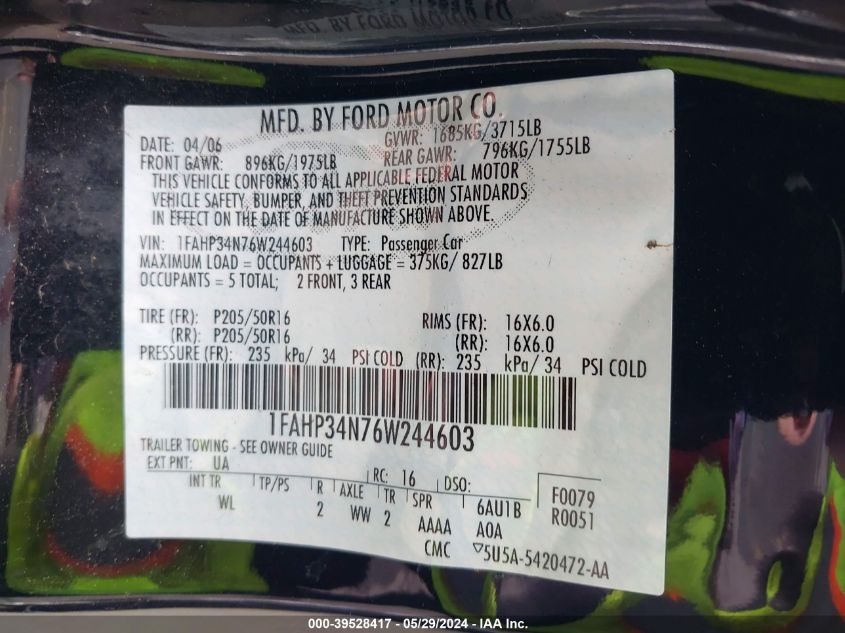 MFD. BY FORD MOTOR CO.
DATE: 04/06 GVWR: 1685KG/3715LB
FRONT GAWR: 896KG/1975LB REAR GAWR: 796KG/1755LB
THIS VEHICLE CONFORMS TO ALL APPLICABLE FEDERAL MOTOR
VEHICLE SAFETY, BUMPER, AND THEFT PREVENTION STANDARDS
IN EFFECT ON THE DATE OF MANUFACTURE SHOWN ABOVE.
VIN: 1FAHP34N76W244603 TYPE: Passenger Car
MAXIMUM LOAD = OCCUPANTS + LUGGAGE = 375KG/ 827LB
OCCUPANTS = 5 TOTAL; 2 FRONT, 3 REAR
TIRE (FR): P205/50R16 RIMS (FR): 16X6.0
(RR): P205/50R16 (RR): 16X6.0
PRESSURE (FR): 235 kPa/ 34 PSI COLD (RR): 235 kPa/ 34 PSI COLD
1FAHP34N76W244603
TRAILER TOWING - SEE OWNER GUIDE
EXT PNT: UA RC: 16 DSO:
INT TR TP/PS R AXLE TR SPR 6AU1B F0079
WL 2 WW 2 AAAA A0A R0051
CMC ▽5U5A-5420472-AA
000-39528417 - 05/29/2024 - IAA Inc.